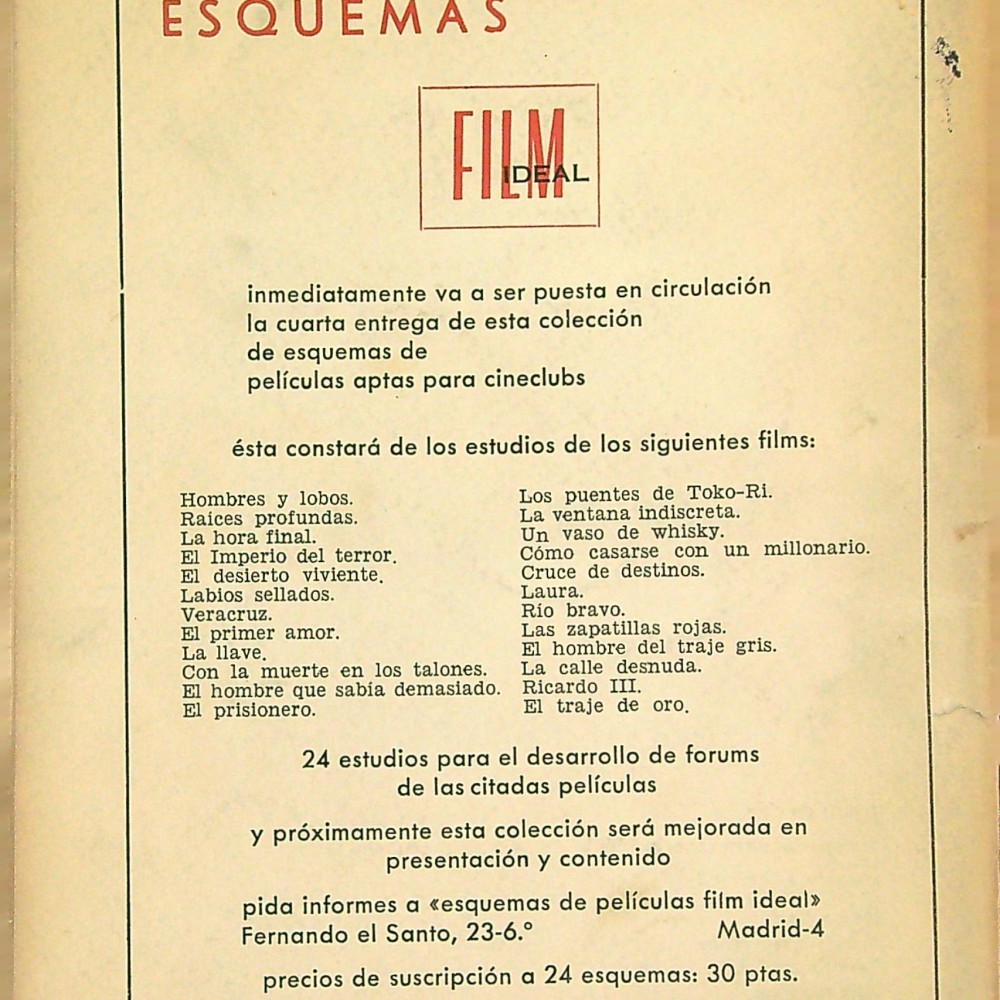 ESQUEMAS
FILM
IDEAL
inmediatamente va a ser puesta en circulación
la cuarta entrega de esta colección
de esquemas de
películas aptas para cineclubs
ésta constará de los estudios de los siguientes films:
Hombres y lobos.
Raíces profundas.
La hora final.
El Imperio del terror.
El desierto viviente.
Labios sellados.
Veracruz.
El primer amor.
La llave.
Con la muerte en los talones.
El hombre que sabía demasiado.
El prisionero.
Los puentes de Toko-Ri.
La ventana indiscreta.
Un vaso de whisky.
Cómo casarse con un millonario.
Cruce de destinos.
Laura.
Río bravo.
Las zapatillas rojas.
El hombre del traje gris.
La calle desnuda.
Ricardo III.
El traje de oro.
24 estudios para el desarrollo de forums
de las citadas películas
y próximamente esta colección será mejorada en
presentación y contenido
pida informes a «esquemas de películas film ideal»
Fernando el Santo, 23-6.º Madrid-4
precios de suscripción a 24 esquemas: 30 ptas.